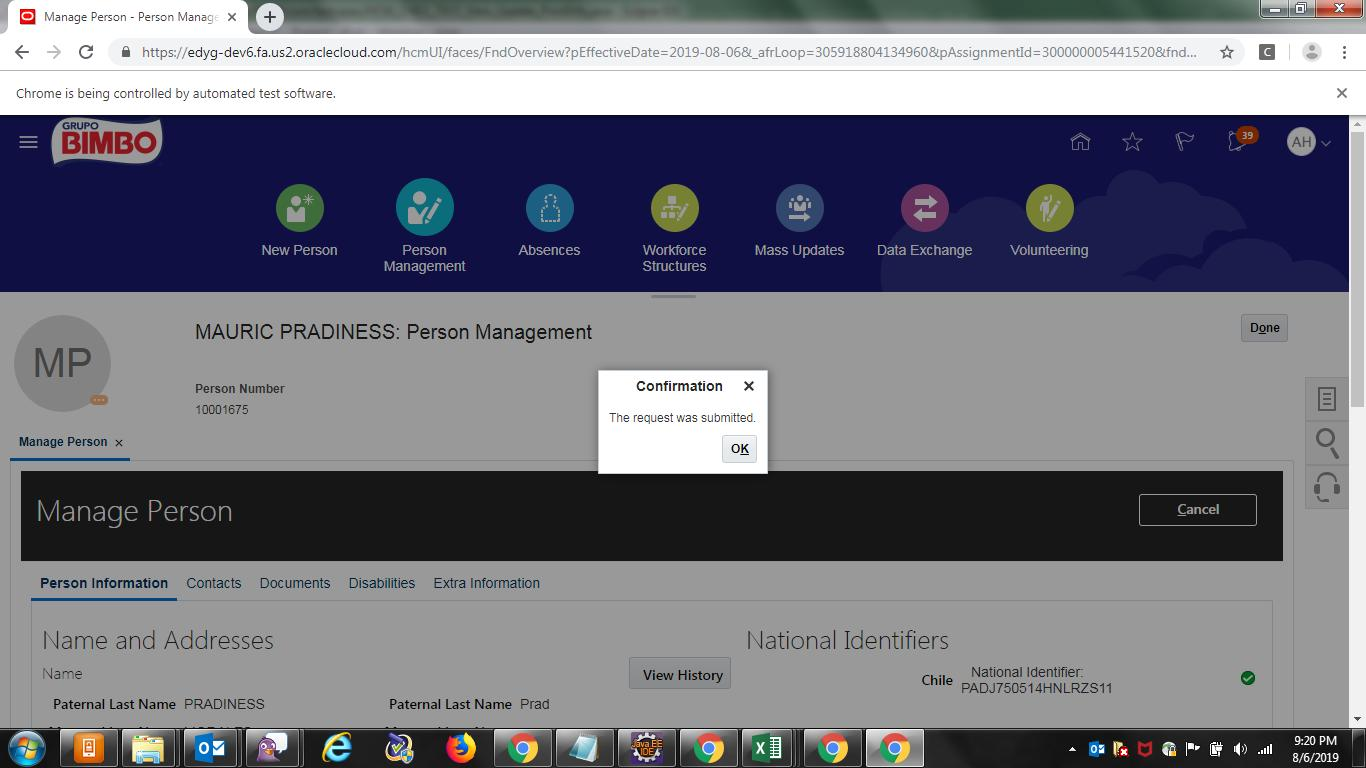 Manage Person - Person Manage
https://edyg-dev6.fa.us2.oraclecloud.com/hcmUI/faces/FndOverview?pEffectiveDate=2019-08-06&_afrLoop=305918804134960&pAssignmentId=300000005441520&fnd...
C
Chrome is being controlled by automated test software.
GRUPO
BIMBO
39
AH
New Person
Person Management
Absences
Workforce Structures
Mass Updates
Data Exchange
Volunteering
MP
MAURIC PRADINESS: Person Management
Done
Person Number
10001675
Confirmation
The request was submitted.
OK
Manage Person
Manage Person
Cancel
Person Information Contacts Documents Disabilities Extra Information
Name and Addresses
National Identifiers
Name
View History
Chile National Identifier:
PADJ750514HNLRZS11
Paternal Last Name PRADINESS
Paternal Last Name Prad
Java EE
IDE
9:20 PM
8/6/2019